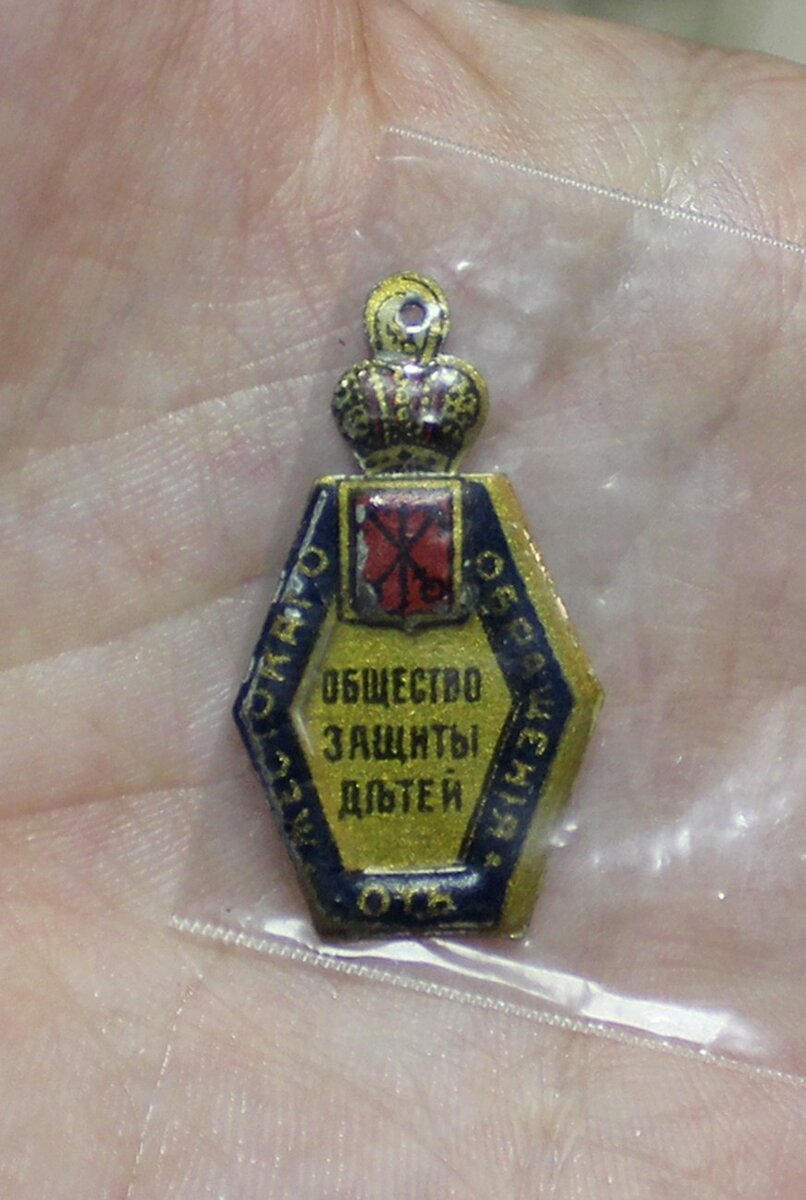 ОБЩЕСТВО
ЗАЩИТЫ
ДѢТЕЙ
ОТЪ
ЖЕСТОКАГО
ОБРАЩЕНІЯ